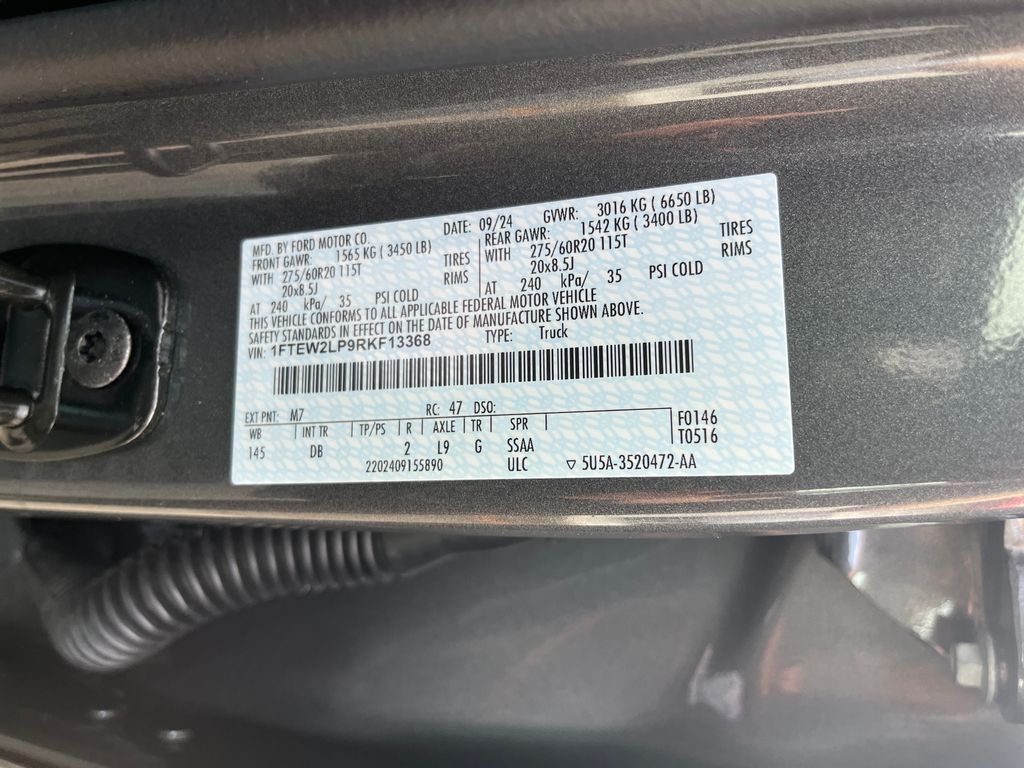 MFD. BY FORD MOTOR CO.
DATE: 09/24 GVWR: 3016 KG ( 6650 LB)
FRONT GAWR: 1565 KG ( 3450 LB)
REAR GAWR: 1542 KG ( 3400 LB)
WITH 275/60R20 115T TIRES
WITH 275/60R20 115T TIRES
20x8.5J RIMS
20x8.5J RIMS
AT 240 kPa/ 35 PSI COLD
AT 240 kPa/ 35 PSI COLD
THIS VEHICLE CONFORMS TO ALL APPLICABLE FEDERAL MOTOR VEHICLE
SAFETY STANDARDS IN EFFECT ON THE DATE OF MANUFACTURE SHOWN ABOVE.
VIN: 1FTEW2LP9RKF13368 TYPE: Truck
EXT PNT: M7 RC: 47 DSO:
WB INT TR TP/PS R AXLE TR SPR F0146
145 DB 2 L9 G SSAA T0516
2202409155890 ULC ▽ 5U5A-3520472-AA